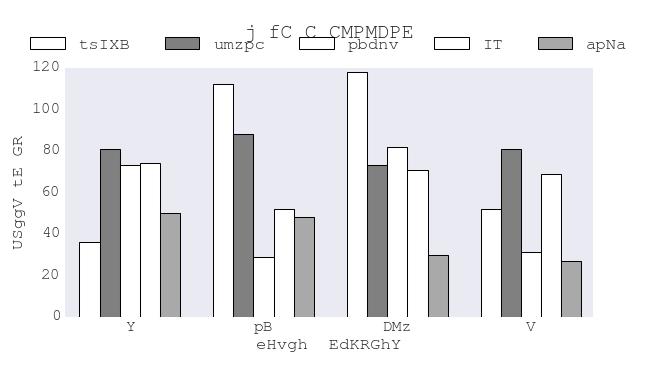 j fC C CMPMDPE
tsIXB umzpc pbdnv IT apNa
120
100
80
60
40
20
0
USggV tE GR
Y pB DMz V
eHvgh EdKRGhY